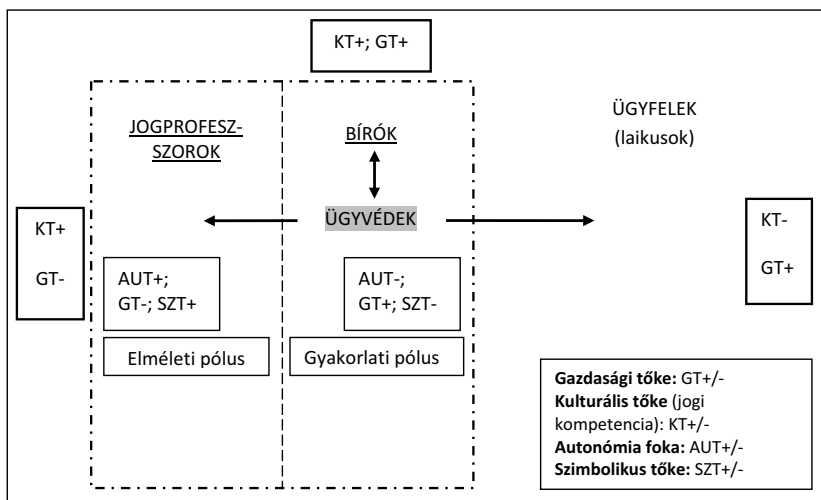 KT+; GT+
JOGPROFESZ-
SZOROK
BÍRÓK
ÜGYFELEK
(laikusok)
ÜGYVÉDEK
KT+
GT-
KT-
GT+
AUT+;
GT-; SZT+
AUT-;
GT+; SZT-
Elméleti pólus
Gyakorlati pólus
Gazdasági tőke: GT+/-
Kulturális tőke (jogi
kompetencia): KT+/-
Autonómia foka: AUT+/-
Szimbolikus tőke: SZT+/-